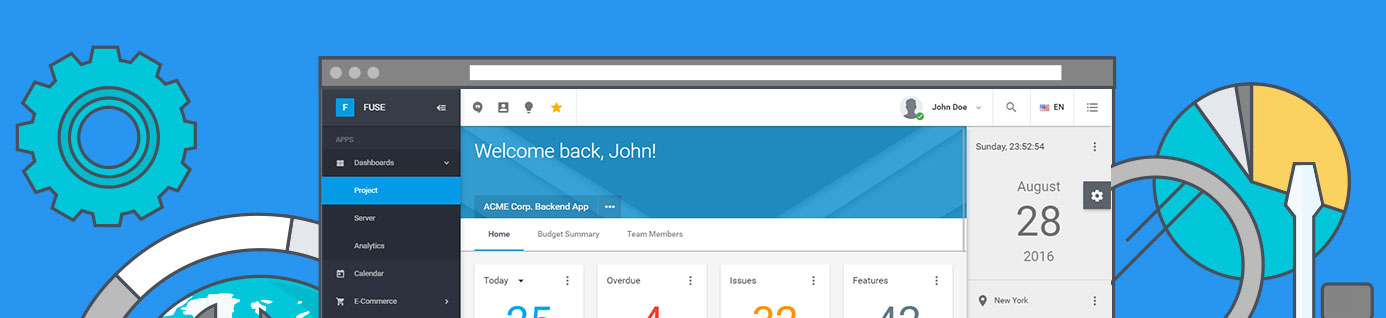 F FUSE
John Doe
EN
APPS
Dashboards
Project
Server
Analytics
Calendar
E-Commerce
Welcome back, John!
ACME Corp. Backend App
Home Budget Summary Team Members
Today Overdue Issues Features
Sunday, 23:52:54
August
28
2016
New York